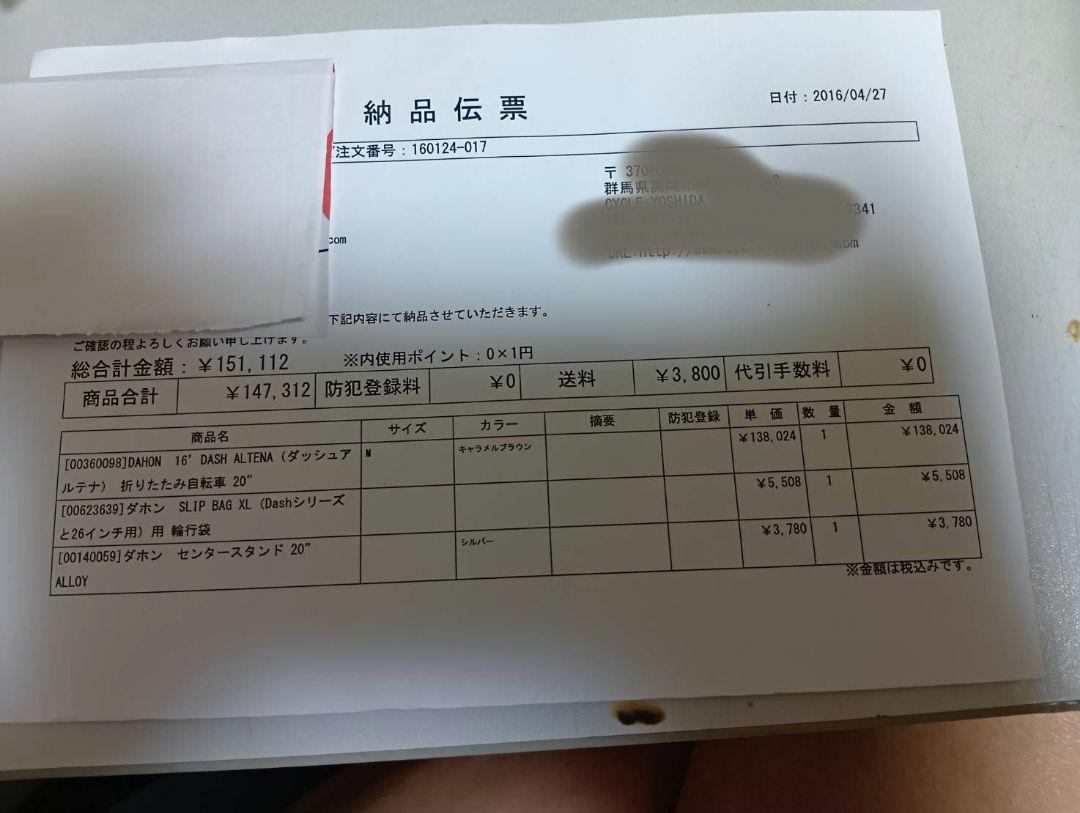 納品伝票
日付：2016/04/27
注文番号：160124-017
〒 370-
群馬県高崎市
CYCLE YOSHIDA
7341
com
URL:http://www.
com
下記内容にて納品させていただきます。
ご確認の程よろしくお願い申し上げます。
総合計金額：￥151,112 ※内使用ポイント：0×1円
商品合計 ￥147,312 防犯登録料 ￥0 送料 ￥3,800 代引手数料 ￥0
商品名 サイズ カラー 摘要 防犯登録 単価 数量 金額
[00360098]DAHON 16' DASH ALTENA（ダッシュア M キャラメルブラウン ￥138,024 1 ￥138,024
ルテナ） 折りたたみ自転車 20”
[00623639]ダホン SLIP BAG XL（Dashシリーズ ￥5,508 1 ￥5,508
と26インチ用）用 輪行袋
[00140059]ダホン センタースタンド 20” シルバー ￥3,780 1 ￥3,780
ALLOY
※金額は税込みです。